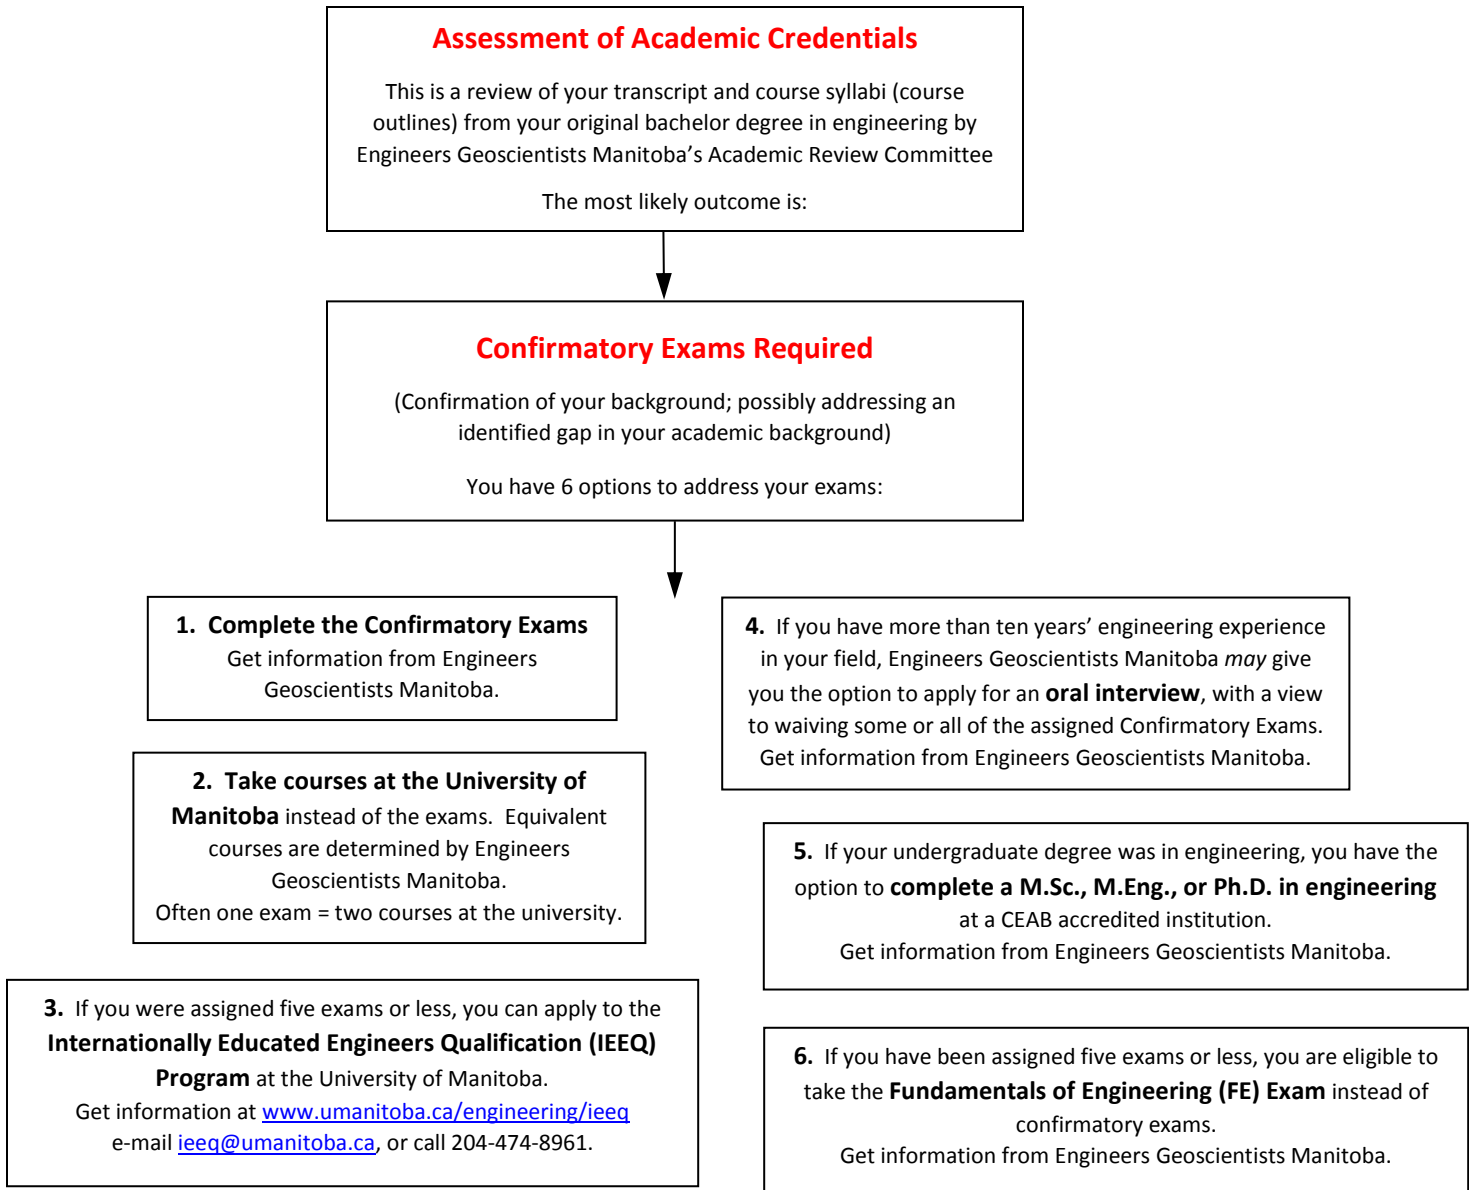 Assessment of Academic Credentials
This is a review of your transcript and course syllabi (course
outlines) from your original bachelor degree in engineering by
Engineers Geoscientists Manitoba’s Academic Review Committee
The most likely outcome is:
Confirmatory Exams Required
(Confirmation of your background; possibly addressing an
identified gap in your academic background)
You have 6 options to address your exams:
1. Complete the Confirmatory Exams
Get information from Engineers
Geoscientists Manitoba.
2. Take courses at the University of
Manitoba instead of the exams. Equivalent
courses are determined by Engineers
Geoscientists Manitoba.
Often one exam = two courses at the university.
3. If you were assigned five exams or less, you can apply to the
Internationally Educated Engineers Qualification (IEEQ)
Program at the University of Manitoba.
Get information at www.umanitoba.ca/engineering/ieeq
e-mail ieeq@umanitoba.ca, or call 204-474-8961.
4. If you have more than ten years’ engineering experience
in your field, Engineers Geoscientists Manitoba may give
you the option to apply for an oral interview, with a view
to waiving some or all of the assigned Confirmatory Exams.
Get information from Engineers Geoscientists Manitoba.
5. If your undergraduate degree was in engineering, you have the
option to complete a M.Sc., M.Eng., or Ph.D. in engineering
at a CEAB accredited institution.
Get information from Engineers Geoscientists Manitoba.
6. If you have been assigned five exams or less, you are eligible to
take the Fundamentals of Engineering (FE) Exam instead of
confirmatory exams.
Get information from Engineers Geoscientists Manitoba.